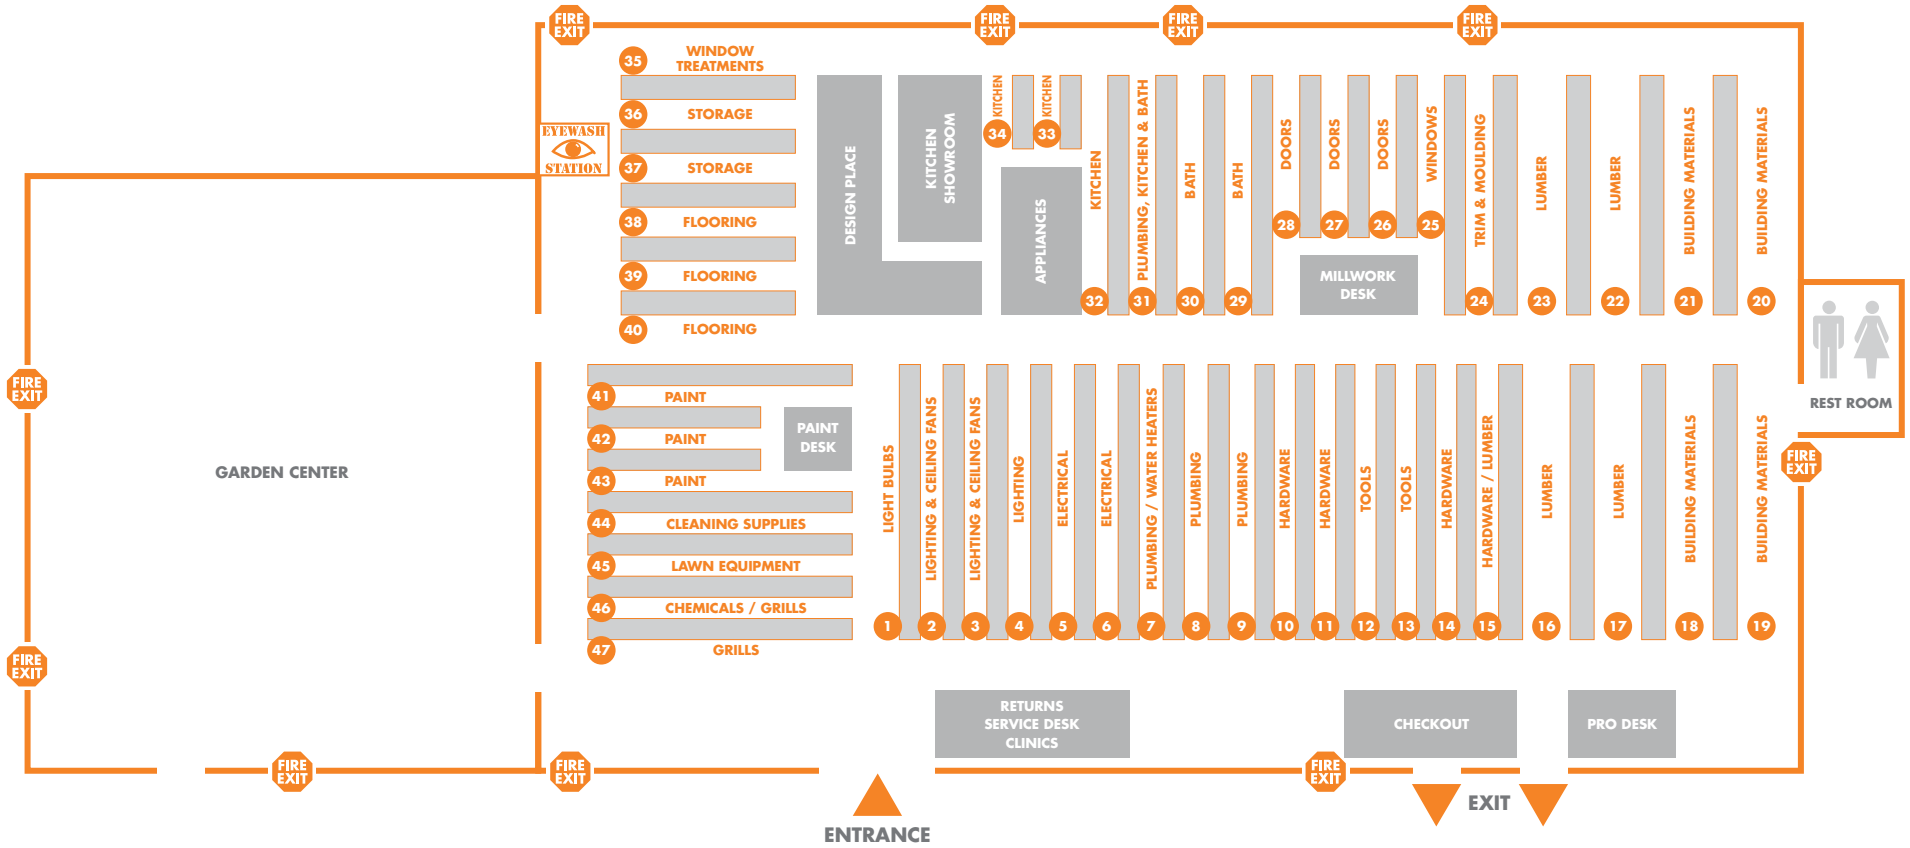 FIRE
EXIT
FIRE
EXIT
FIRE
EXIT
FIRE
EXIT
35
WINDOW
TREATMENTS
36
STORAGE
EYEWASH
STATION
37
STORAGE
38
FLOORING
39
FLOORING
40
FLOORING
DESIGN PLACE
KITCHEN
SHOWROOM
KITCHEN
34
KITCHEN
33
APPLIANCES
KITCHEN
32
PLUMBING, KITCHEN & BATH
31
BATH
30
BATH
29
DOORS
28
DOORS
27
DOORS
26
WINDOWS
25
MILLWORK
DESK
TRIM & MOULDING
24
LUMBER
23
LUMBER
22
BUILDING MATERIALS
21
BUILDING MATERIALS
20
REST ROOM
FIRE
EXIT
FIRE
EXIT
GARDEN CENTER
FIRE
EXIT
FIRE
EXIT
41
PAINT
42
PAINT
43
PAINT
PAINT
DESK
44
CLEANING SUPPLIES
45
LAWN EQUIPMENT
46
CHEMICALS / GRILLS
47
GRILLS
LIGHT BULBS
1
LIGHTING & CEILING FANS
2
LIGHTING & CEILING FANS
3
LIGHTING
4
ELECTRICAL
5
ELECTRICAL
6
PLUMBING / WATER HEATERS
7
PLUMBING
8
PLUMBING
9
HARDWARE
10
HARDWARE
11
TOOLS
12
TOOLS
13
HARDWARE
14
HARDWARE / LUMBER
15
LUMBER
16
LUMBER
17
BUILDING MATERIALS
18
BUILDING MATERIALS
19
RETURNS
SERVICE DESK
CLINICS
CHECKOUT
PRO DESK
FIRE
EXIT
FIRE
EXIT
EXIT
ENTRANCE